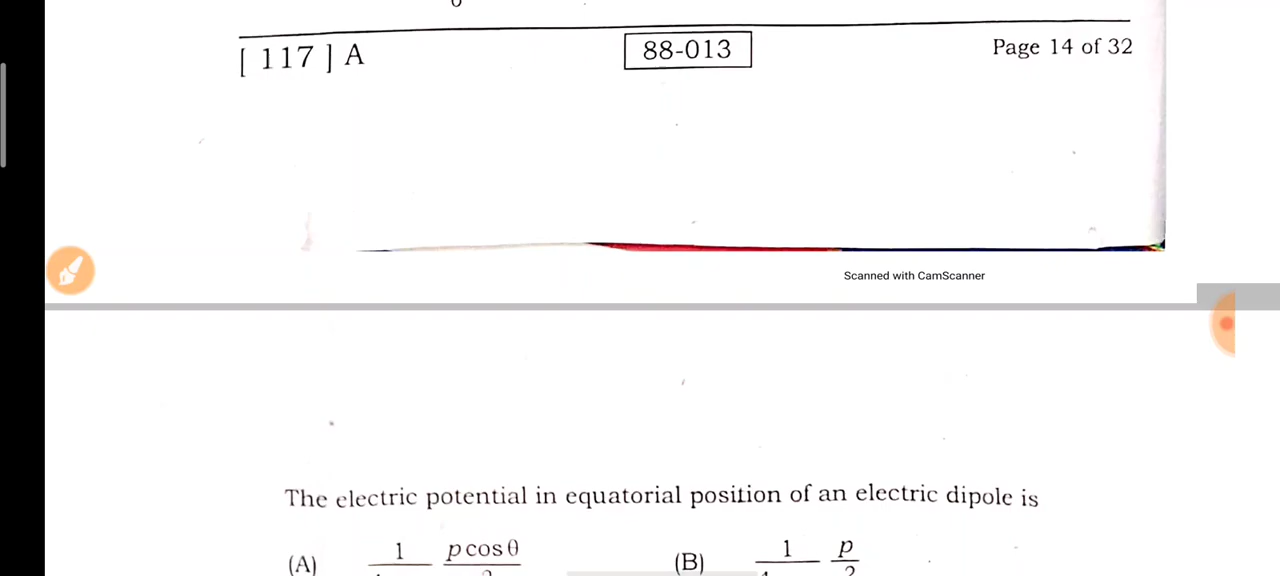 [ 117 ] A 88-013 Page 14 of 32
Scanned with CamScanner
The electric potential in equatorial position of an electric dipole is
(A) 1 p cos θ (B) 1 p